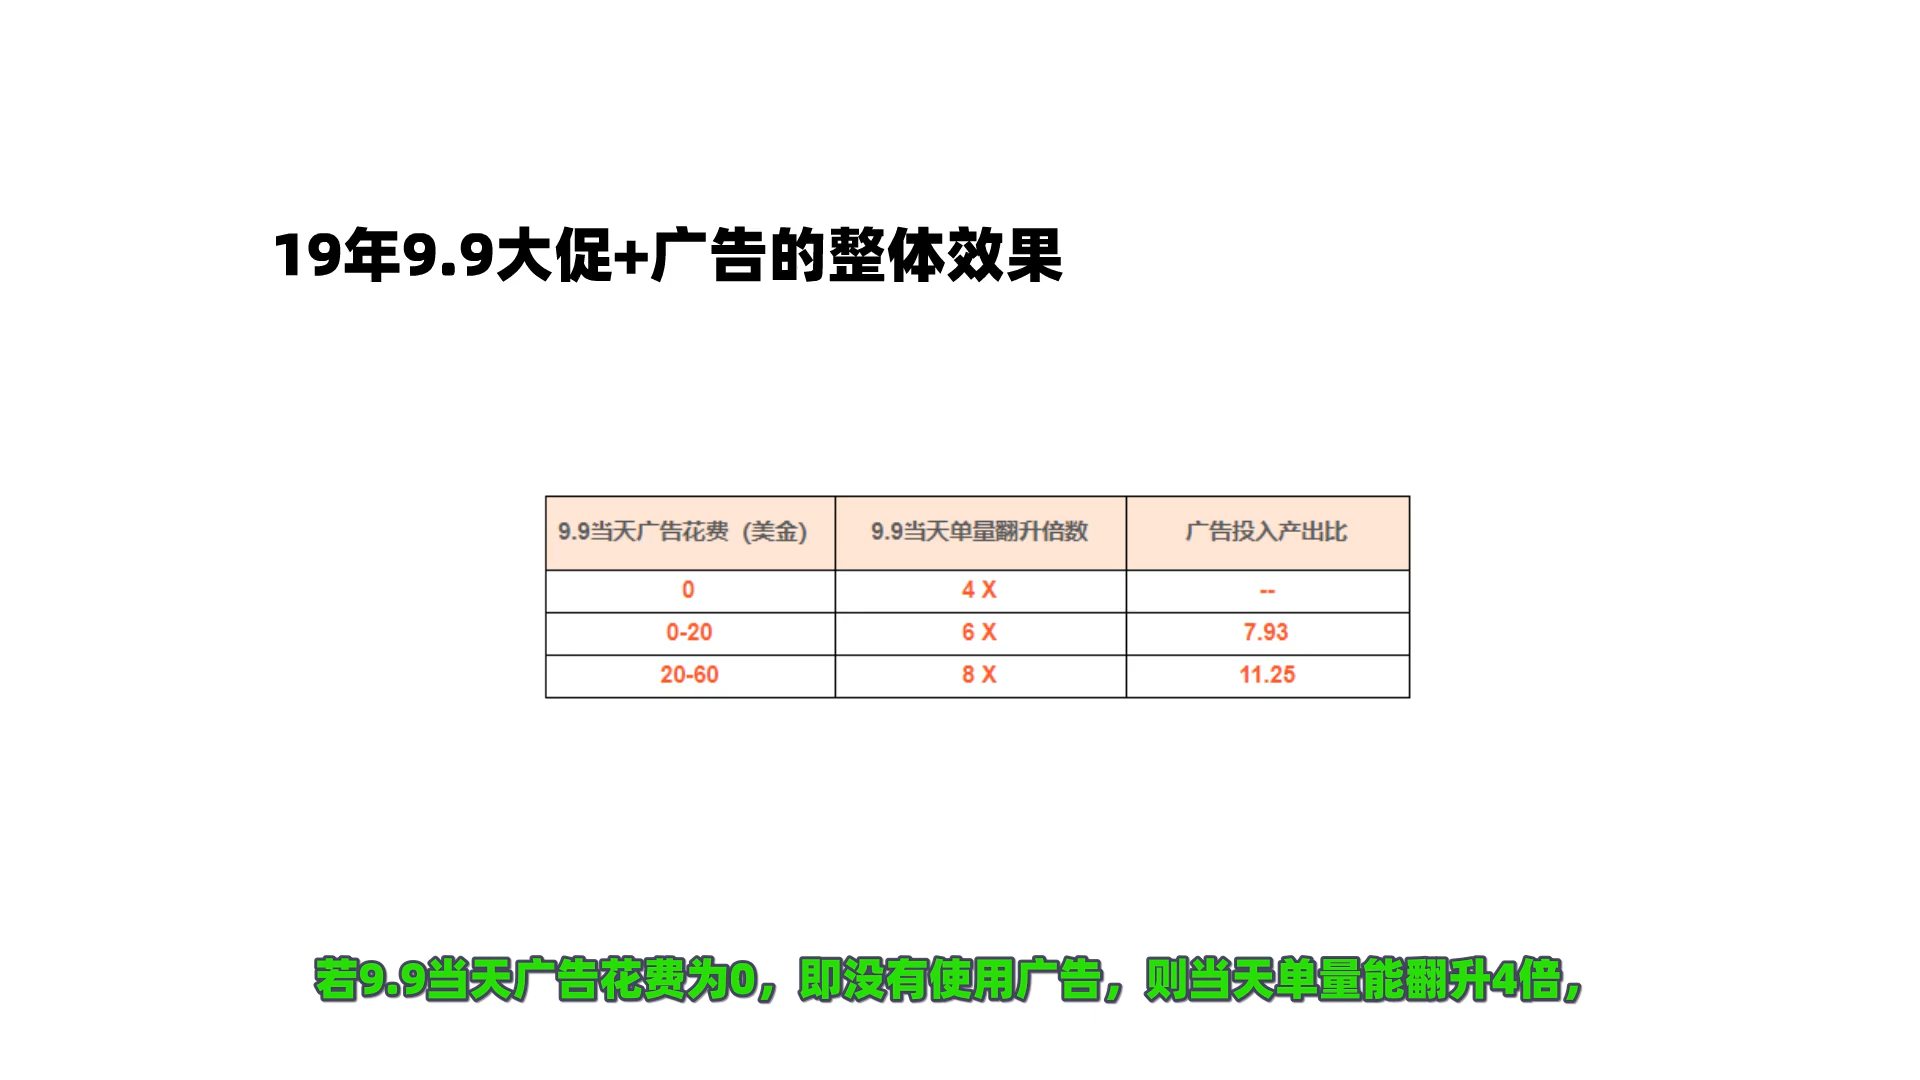 19年9.9大促+广告的整体效果
9.9当天广告花费（美金） 9.9当天单量翻升倍数 广告投入产出比
0 4 X --
0-20 6 X 7.93
20-60 8 X 11.25
若9.9当天广告花费为0，即没有使用广告，则当天单量能翻升4倍，